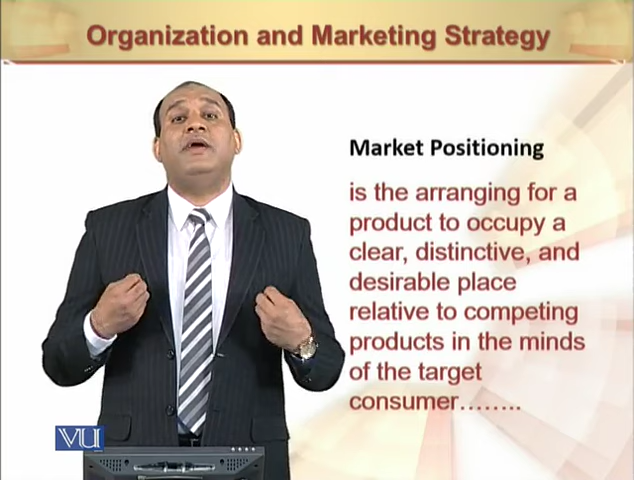 Organization and Marketing Strategy
Market Positioning
is the arranging for a
product to occupy a
clear, distinctive, and
desirable place
relative to competing
products in the minds
of the target
consumer……..
VU